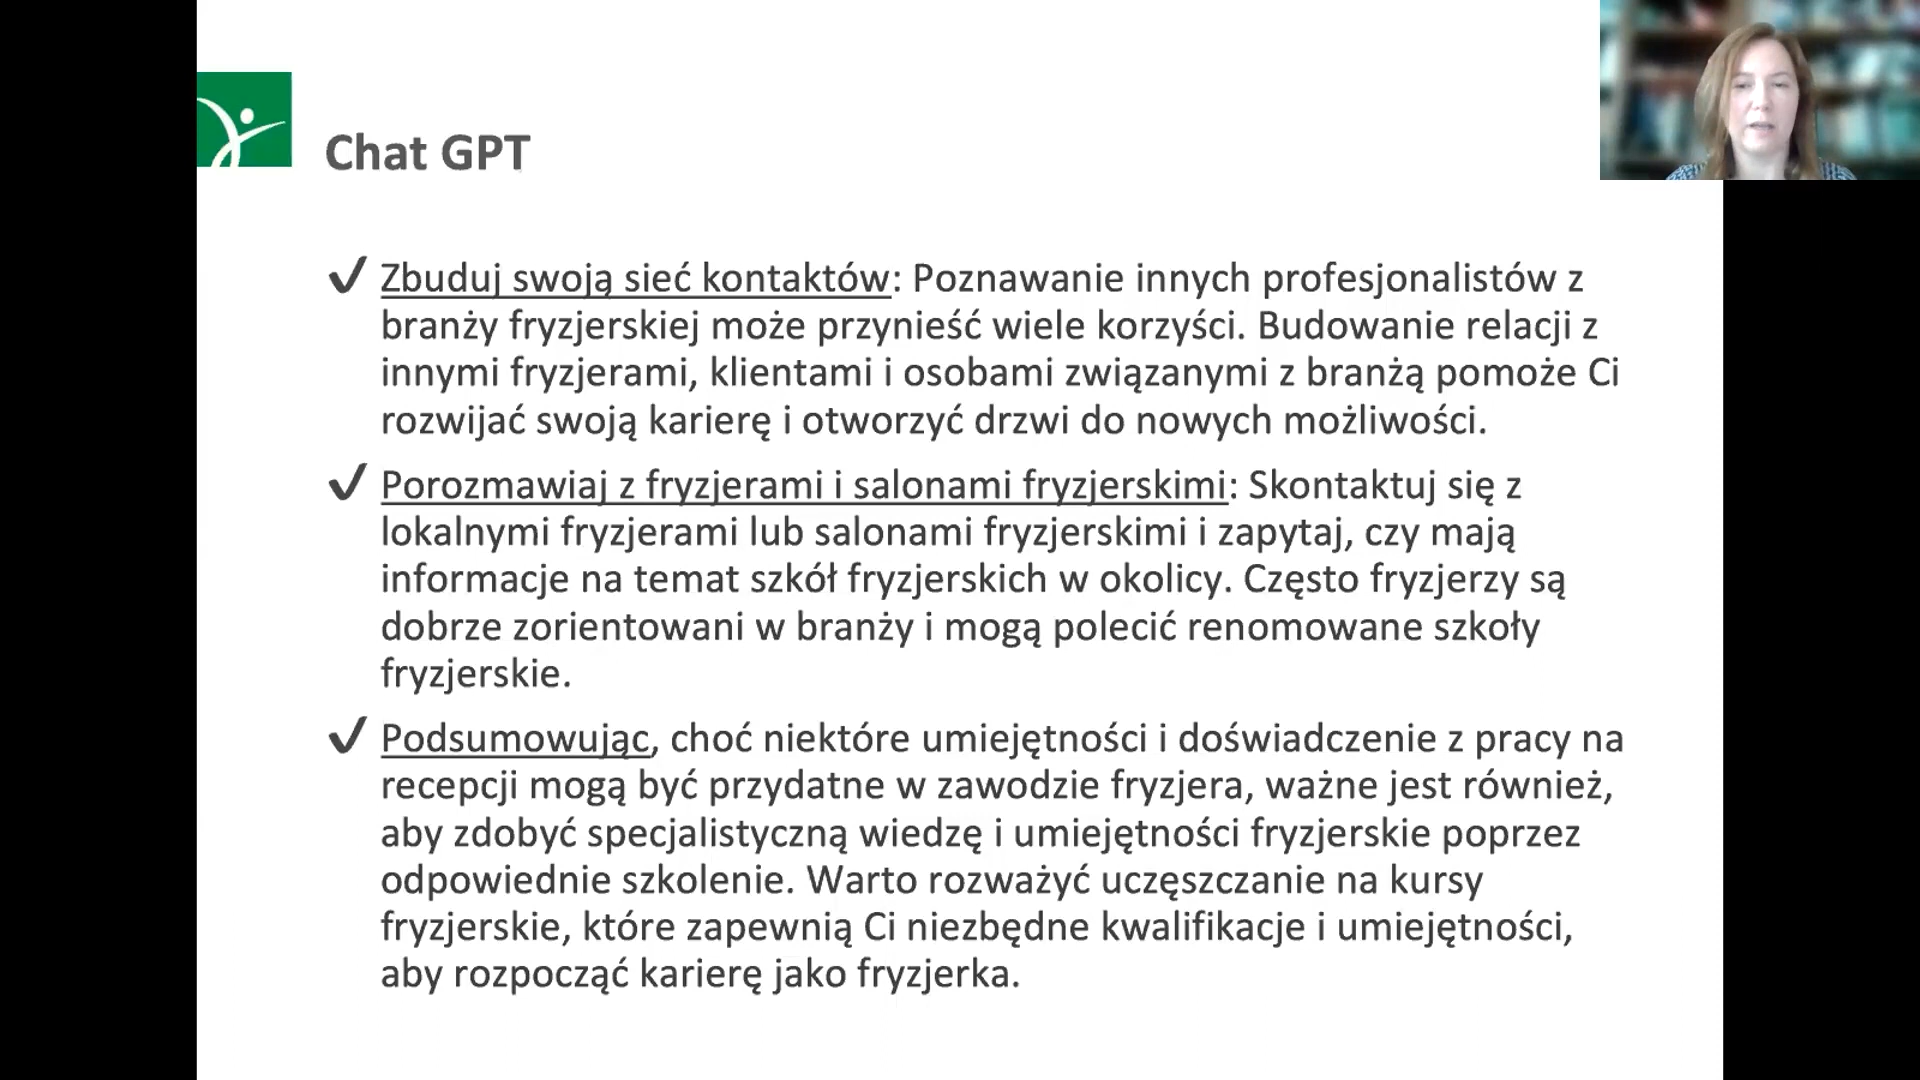 Chat GPT
✓ Zbuduj swoją sieć kontaktów: Poznawanie innych profesjonalistów z
branży fryzjerskiej może przynieść wiele korzyści. Budowanie relacji z
innymi fryzjerami, klientami i osobami związanymi z branżą pomoże Ci
rozwijać swoją karierę i otworzyć drzwi do nowych możliwości.
✓ Porozmawiaj z fryzjerami i salonami fryzjerskimi: Skontaktuj się z
lokalnymi fryzjerami lub salonami fryzjerskimi i zapytaj, czy mają
informacje na temat szkół fryzjerskich w okolicy. Często fryzjerzy są
dobrze zorientowani w branży i mogą polecić renomowane szkoły
fryzjerskie.
✓ Podsumowując, choć niektóre umiejętności i doświadczenie z pracy na
recepcji mogą być przydatne w zawodzie fryzjera, ważne jest również,
aby zdobyć specjalistyczną wiedzę i umiejętności fryzjerskie poprzez
odpowiednie szkolenie. Warto rozważyć uczęszczanie na kursy
fryzjerskie, które zapewnią Ci niezbędne kwalifikacje i umiejętności,
aby rozpocząć karierę jako fryzjerka.